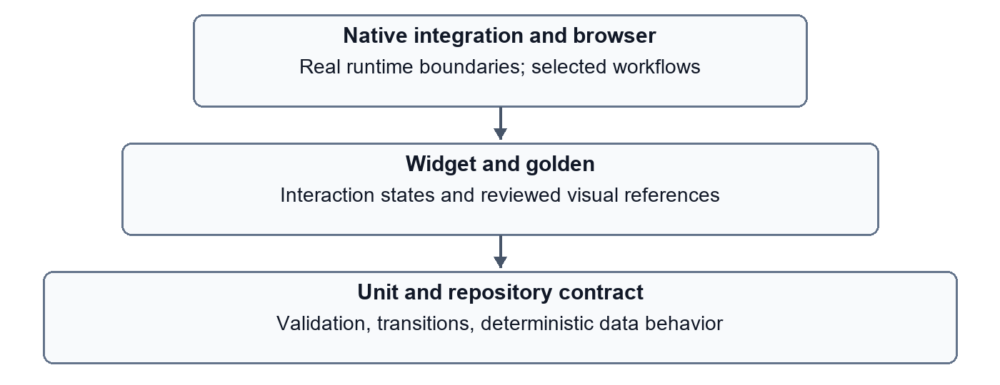 Native integration and browser
Real runtime boundaries; selected workflows
Widget and golden
Interaction states and reviewed visual references
Unit and repository contract
Validation, transitions, deterministic data behavior